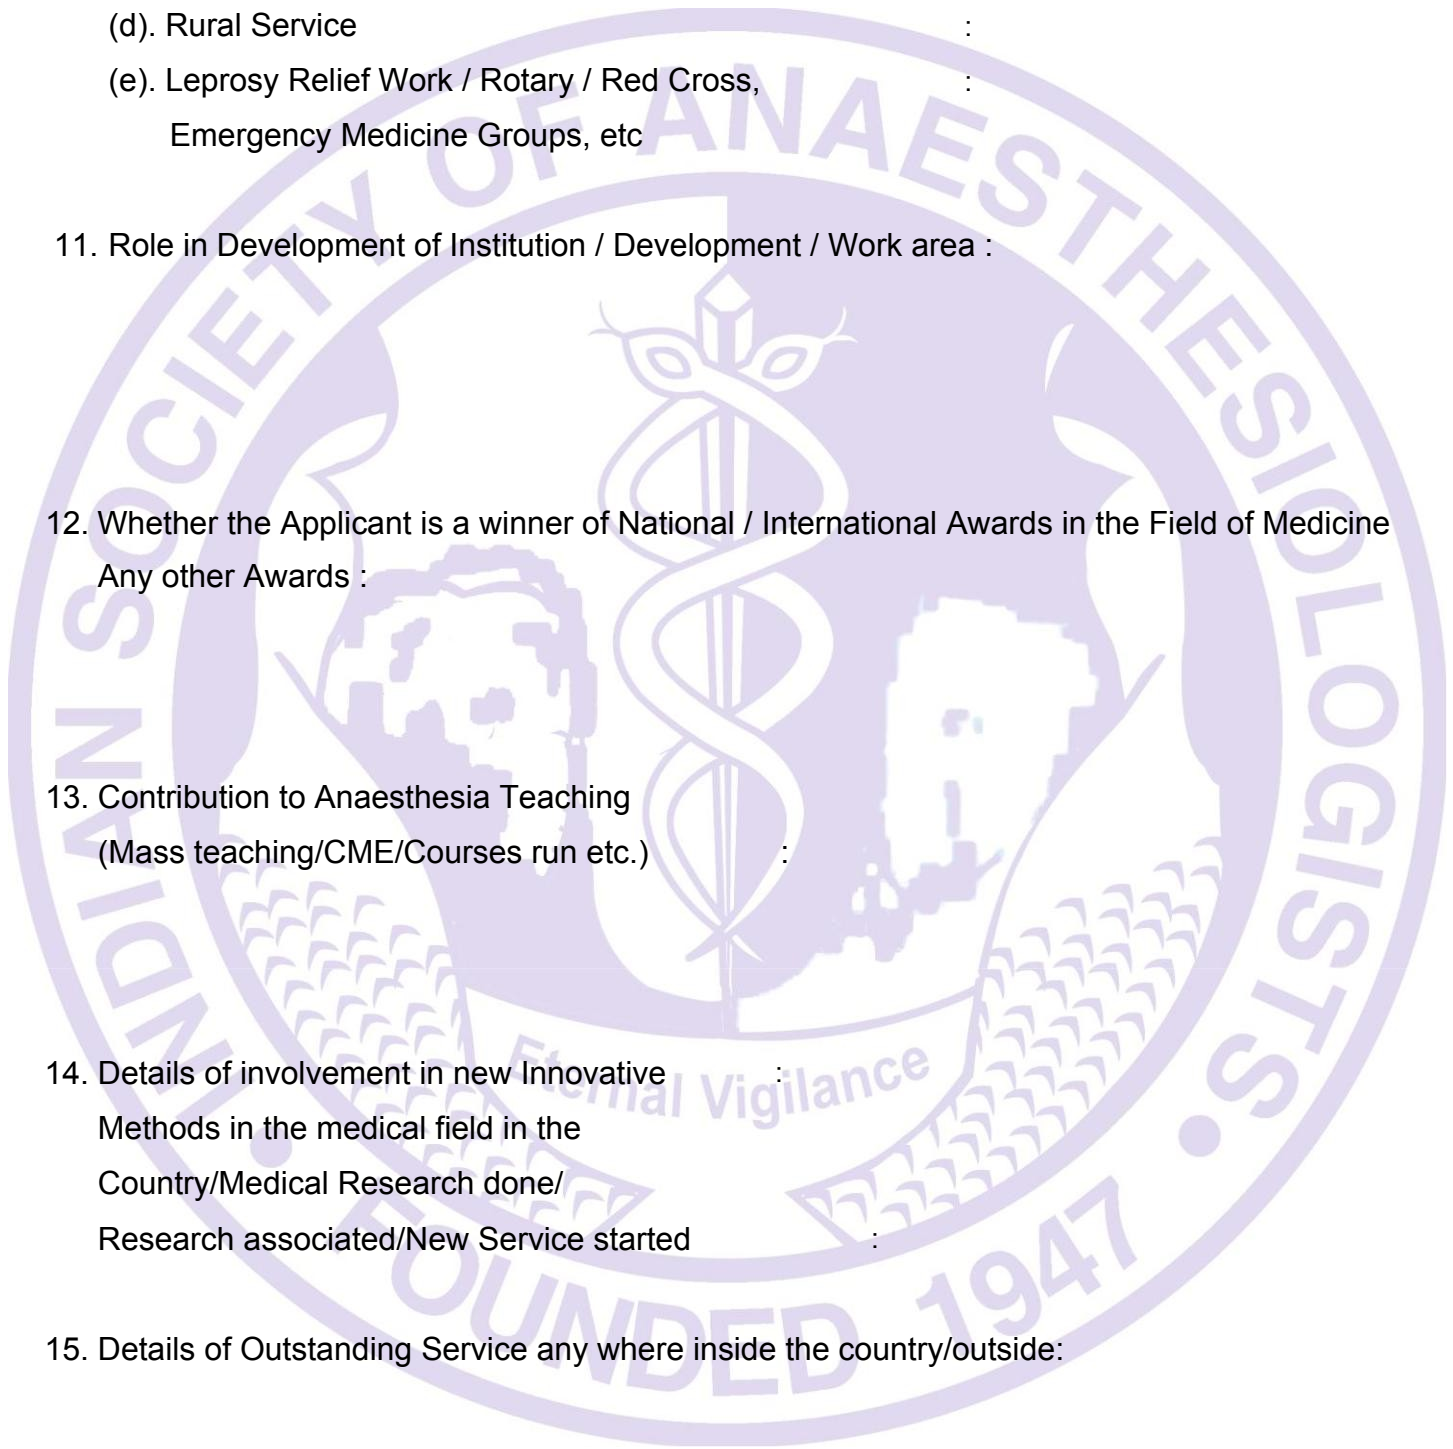 (d). Rural Service :
(e). Leprosy Relief Work / Rotary / Red Cross, :
Emergency Medicine Groups, etc
11. Role in Development of Institution / Development / Work area :
12. Whether the Applicant is a winner of National / International Awards in the Field of Medicine
Any other Awards :
13. Contribution to Anaesthesia Teaching
(Mass teaching/CME/Courses run etc.) :
14. Details of involvement in new Innovative :
Methods in the medical field in the
Country/Medical Research done/
Research associated/New Service started :
15. Details of Outstanding Service any where inside the country/outside:
INDIAN SOCIETY OF ANAESTHESIOLOGISTS
Eternal Vigilance
FOUNDED 1947